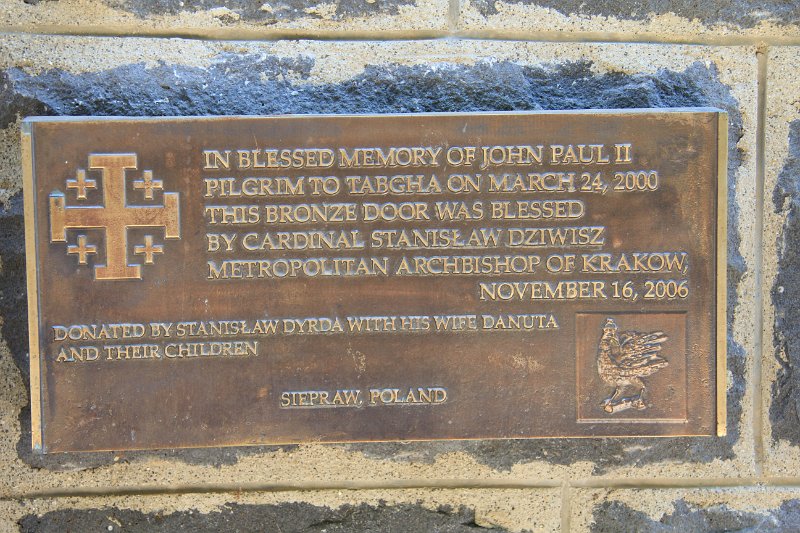 IN BLESSED MEMORY OF JOHN PAUL II
PILGRIM TO TABGHA ON MARCH 24, 2000
THIS BRONZE DOOR WAS BLESSED
BY CARDINAL STANISŁAW DZIWISZ
METROPOLITAN ARCHBISHOP OF KRAKOW,
NOVEMBER 16, 2006
DONATED BY STANISŁAW DYRDA WITH HIS WIFE DANUTA
AND THEIR CHILDREN
SIEPRAW, POLAND